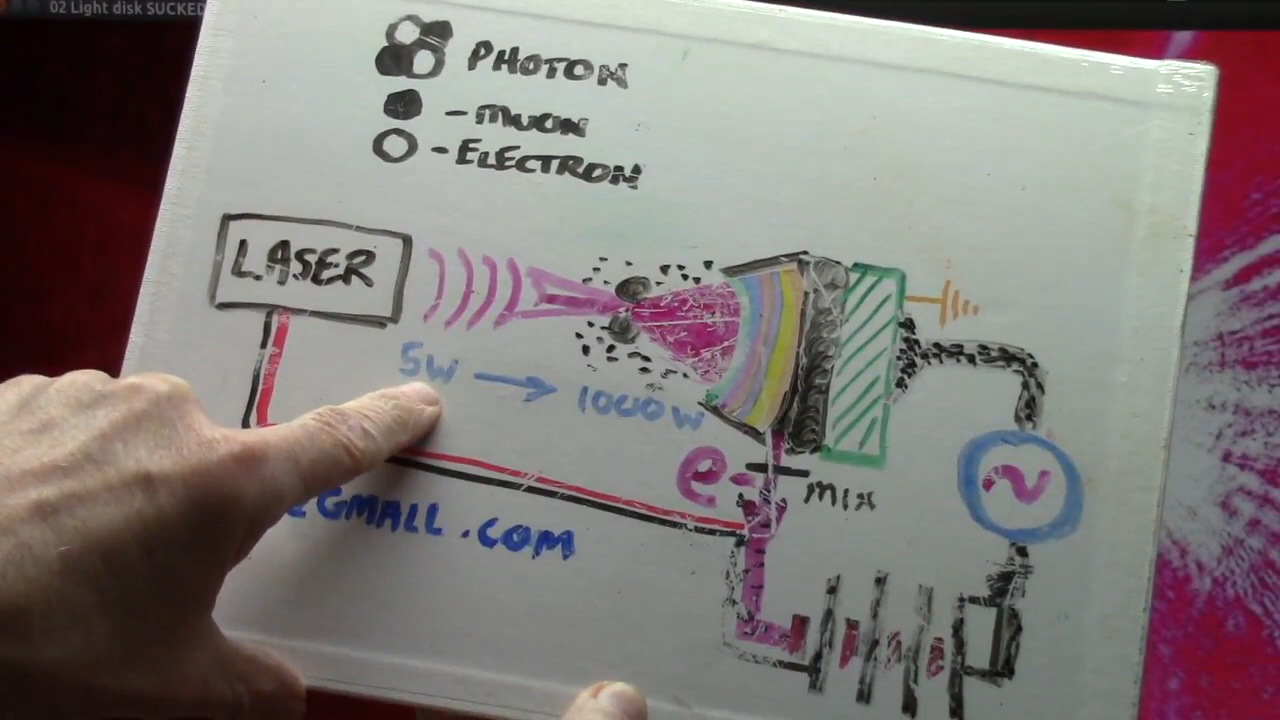 02 Light disk SUCKED
PHOTON
- MUON
- ELECTRON
LASER
5W → 1000W
e-
MIX
GMAIL.COM